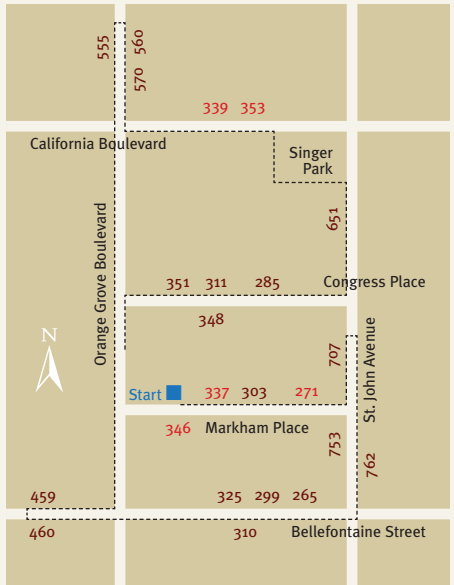 555
560
570
339 353
California Boulevard
Singer
Park
Orange Grove Boulevard
651
351 311 285
Congress Place
348
N
707
St. John Avenue
Start
337 303 271
346
Markham Place
753
762
459
325 299 265
460
310
Bellefontaine Street